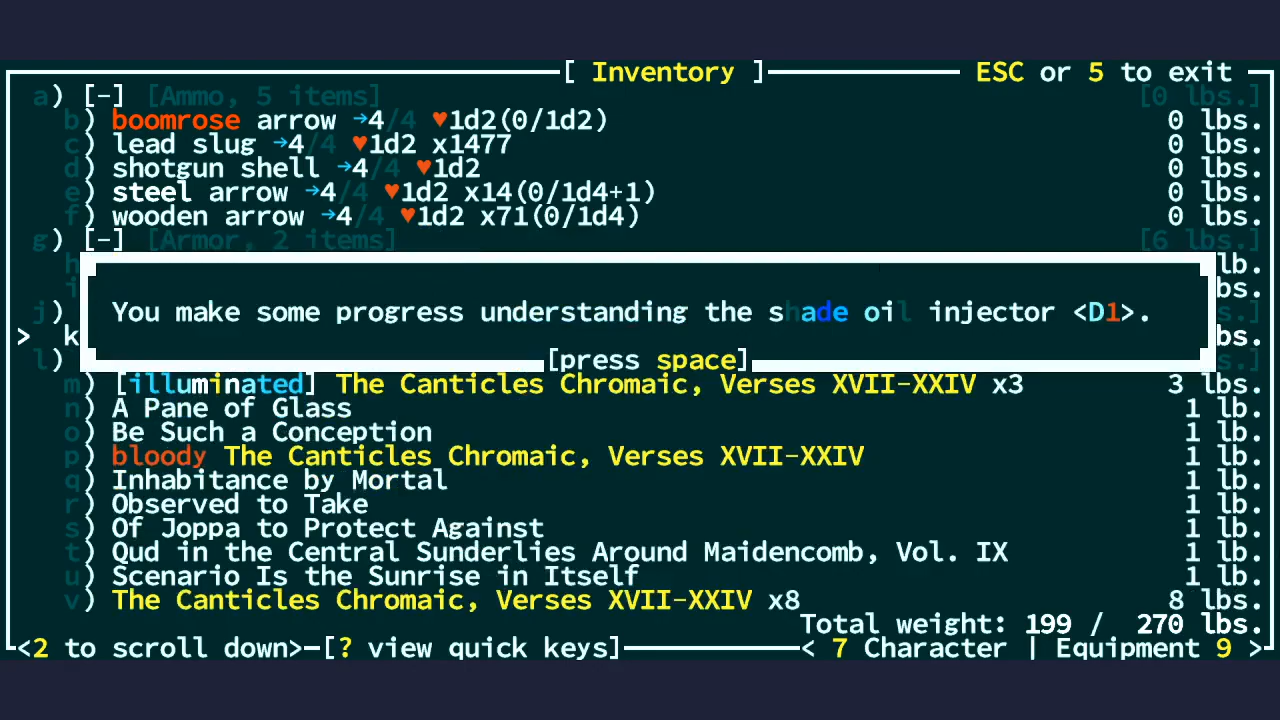 [ Inventory ] ESC or 5 to exit
a) [-] [Ammo, 5 items] [0 lbs.]
b) boomrose arrow →4/4 ♥1d2(0/1d2) 0 lbs.
c) lead slug →4/4 ♥1d2 x1477 0 lbs.
d) shotgun shell →4/4 ♥1d2 0 lbs.
e) steel arrow →4/4 ♥1d2 x14(0/1d4+1) 0 lbs.
f) wooden arrow →4/4 ♥1d2 x71(0/1d4) 0 lbs.
g) [-] [Armor, 2 items] [6 lbs.]
h lb.
i bs.
j) You make some progress understanding the shade oil injector <D1>. s.]
> k bs.
l) [press space] s.]
m) [illuminated] The Canticles Chromaic, Verses XVII-XXIV x3 3 lbs.
n) A Pane of Glass 1 lb.
o) Be Such a Conception 1 lb.
p) bloody The Canticles Chromaic, Verses XVII-XXIV 1 lb.
q) Inhabitance by Mortal 1 lb.
r) Observed to Take 1 lb.
s) Of Joppa to Protect Against 1 lb.
t) Qud in the Central Sunderlies Around Maidencomb, Vol. IX 1 lb.
u) Scenario Is the Sunrise in Itself 1 lb.
v) The Canticles Chromaic, Verses XVII-XXIV x8 8 lbs.
Total weight: 199 / 270 lbs.
<2 to scroll down> [? view quick keys] < 7 Character | Equipment 9 >